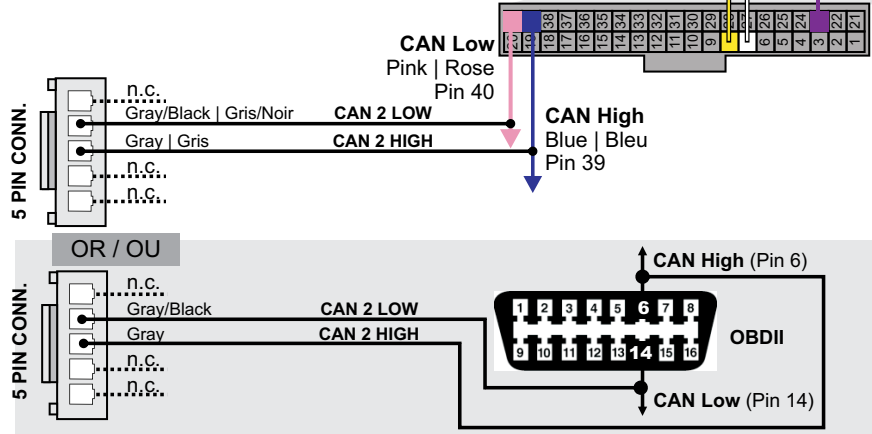 38 37 36 35 34 33 32 31 30 29 26 25 24 22 21
20 19 18 17 16 15 14 13 12 11 10 9 6 5 4 3 2 1
CAN Low
Pink | Rose
Pin 40
CAN High
Blue | Bleu
Pin 39
5 PIN CONN.
n.c.
Gray/Black | Gris/Noir CAN 2 LOW
Gray | Gris CAN 2 HIGH
n.c.
n.c.
OR / OU
5 PIN CONN.
n.c.
Gray/Black CAN 2 LOW
Gray CAN 2 HIGH
n.c.
n.c.
CAN High (Pin 6)
1 2 3 4 5 6 7 8
9 10 11 12 13 14 15 16
OBDII
CAN Low (Pin 14)